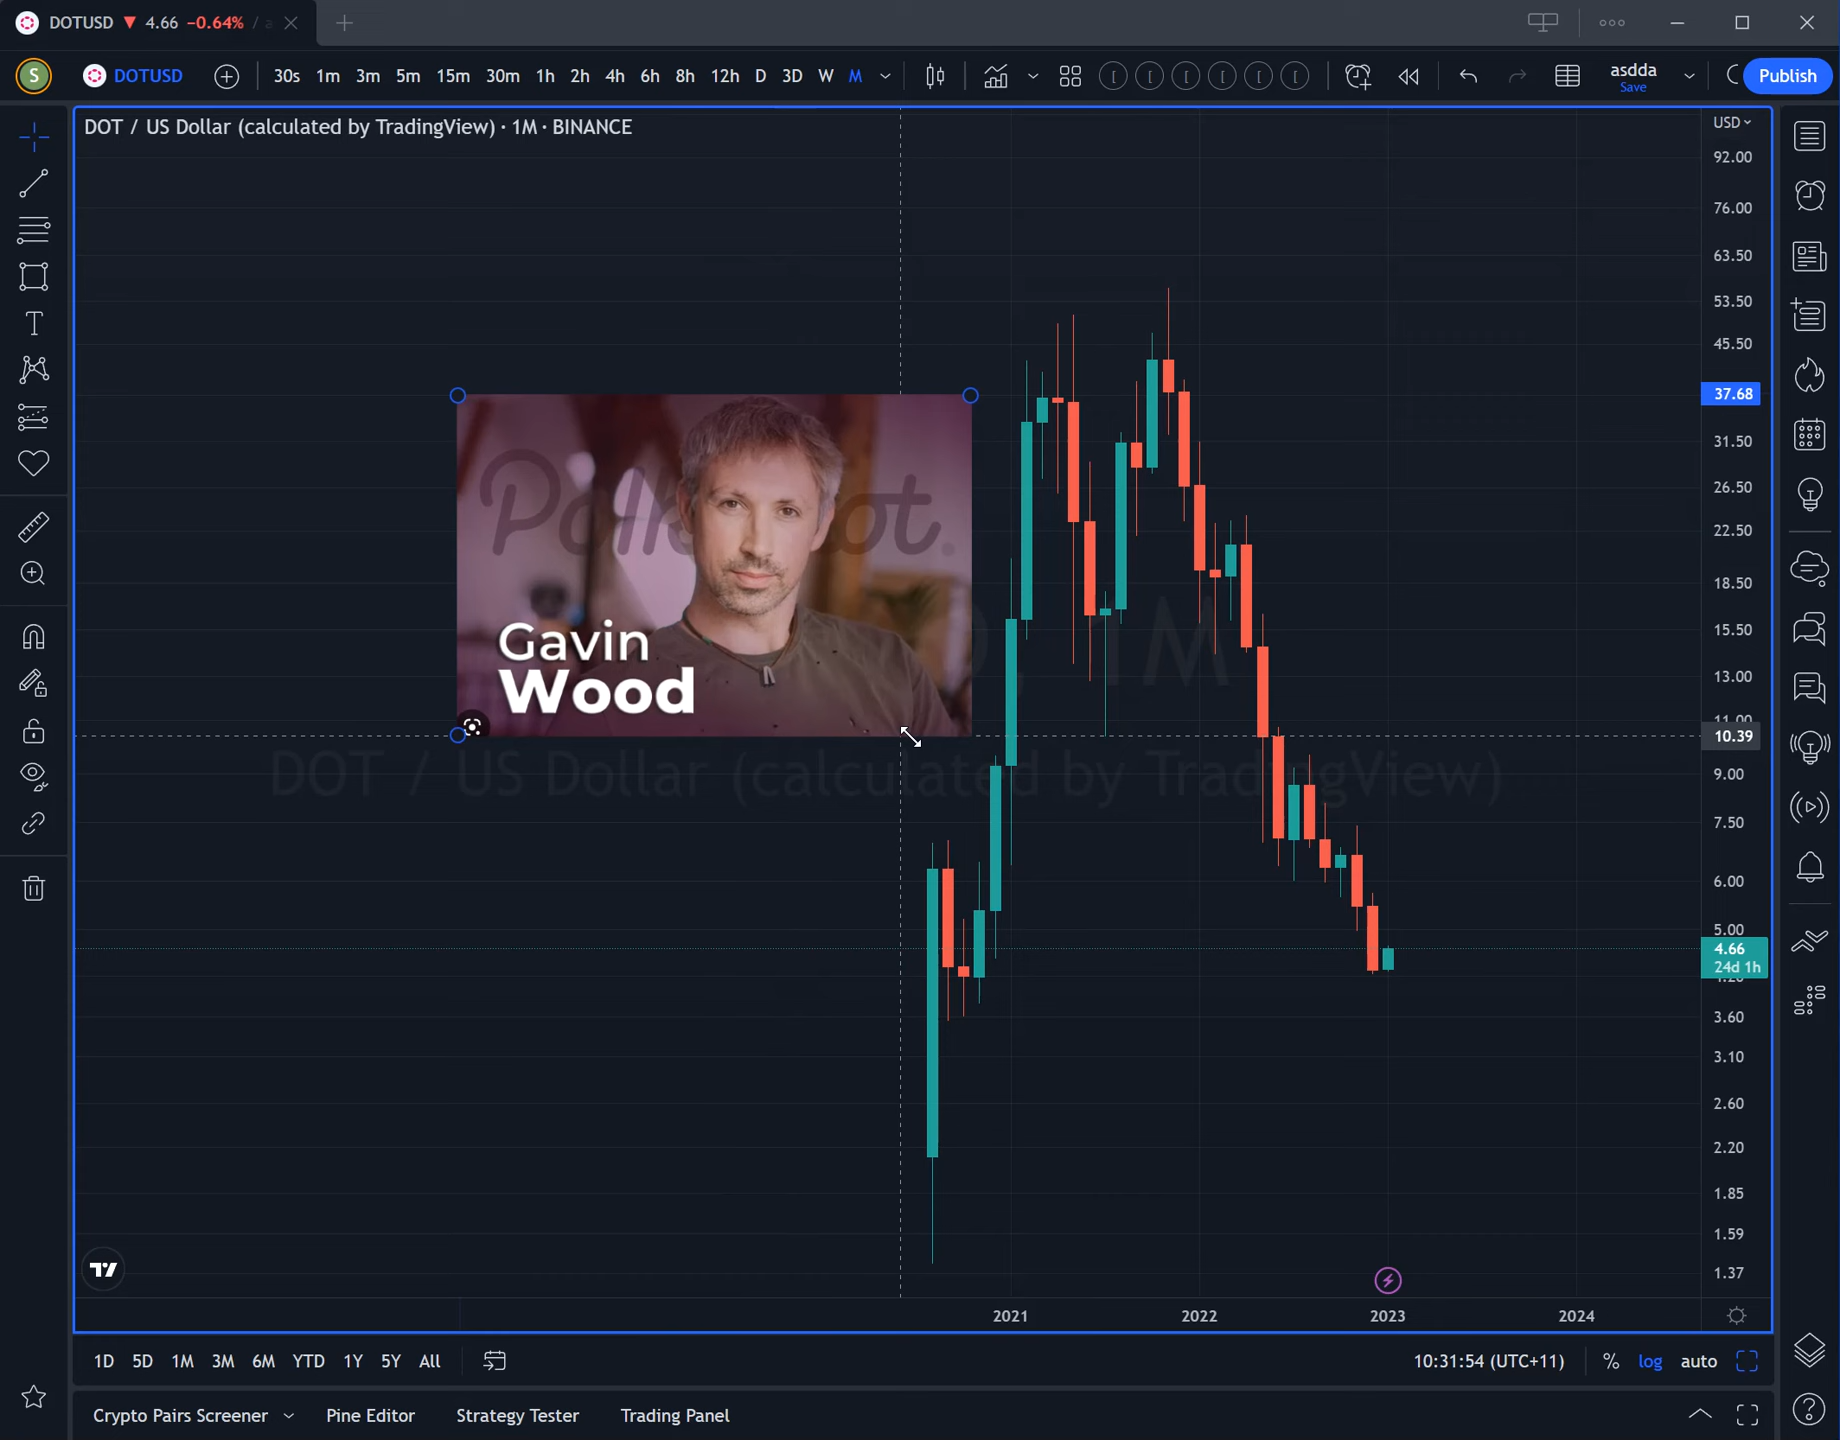 DOTUSD ▼ 4.66 −0.64% /
DOTUSD
30s 1m 3m 5m 15m 30m 1h 2h 4h 6h 8h 12h D 3D W M
asdda
Save
Publish
DOT / US Dollar (calculated by TradingView) · 1M · BINANCE
USD
92.00
76.00
63.50
53.50
45.50
37.68
31.50
26.50
22.50
18.50
15.50
13.00
11.00
10.39
9.00
7.50
6.00
5.00
4.66
24d 1h
4.20
3.60
3.10
2.60
2.20
1.85
1.59
1.37
Gavin
Wood
, 1M
DOT / US Dollar (calculated by TradingView)
2021 2022 2023 2024
1D 5D 1M 3M 6M YTD 1Y 5Y All
10:31:54 (UTC+11) % log auto
Crypto Pairs Screener Pine Editor Strategy Tester Trading Panel